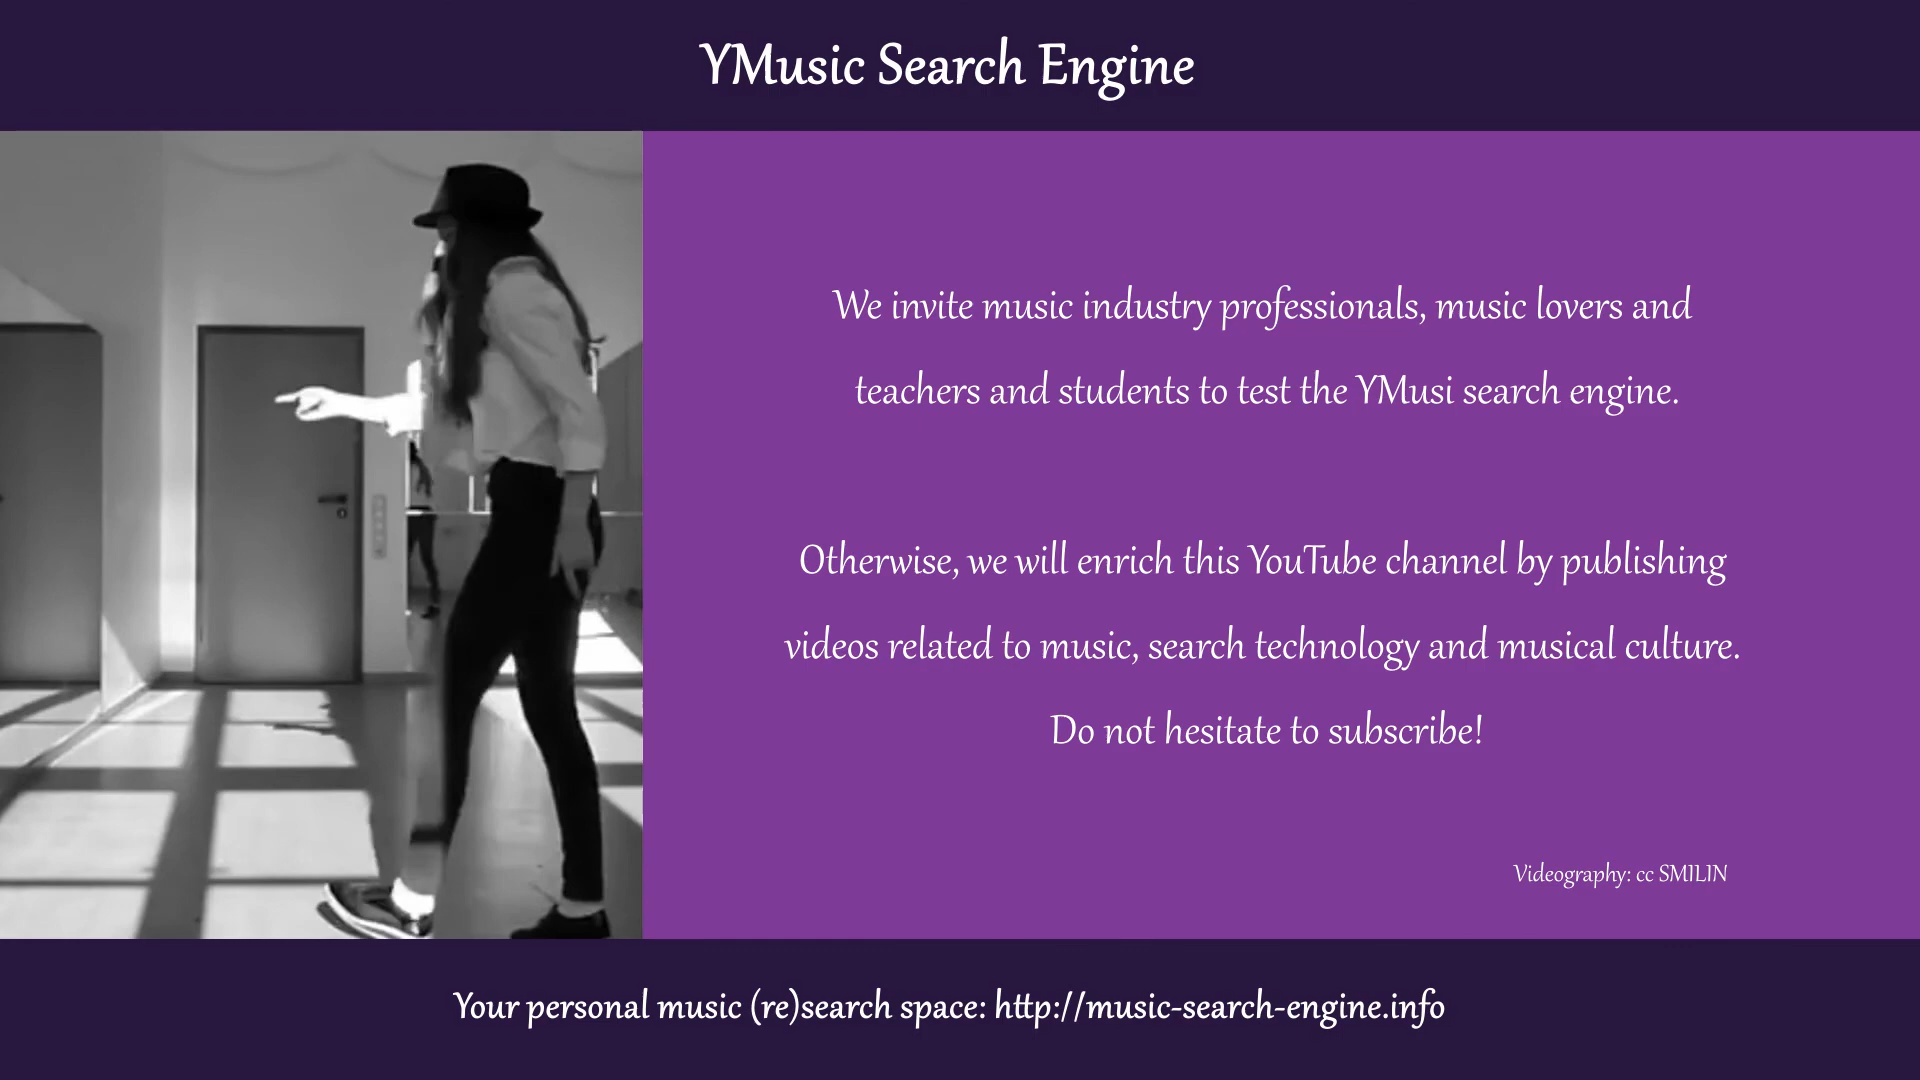 YMusic Search Engine
We invite music industry professionals, music lovers and
teachers and students to test the YMusi search engine.
Otherwise, we will enrich this YouTube channel by publishing
videos related to music, search technology and musical culture.
Do not hesitate to subscribe!
Videography: cc SMILIN
Your personal music (re)search space: http://music-search-engine.info